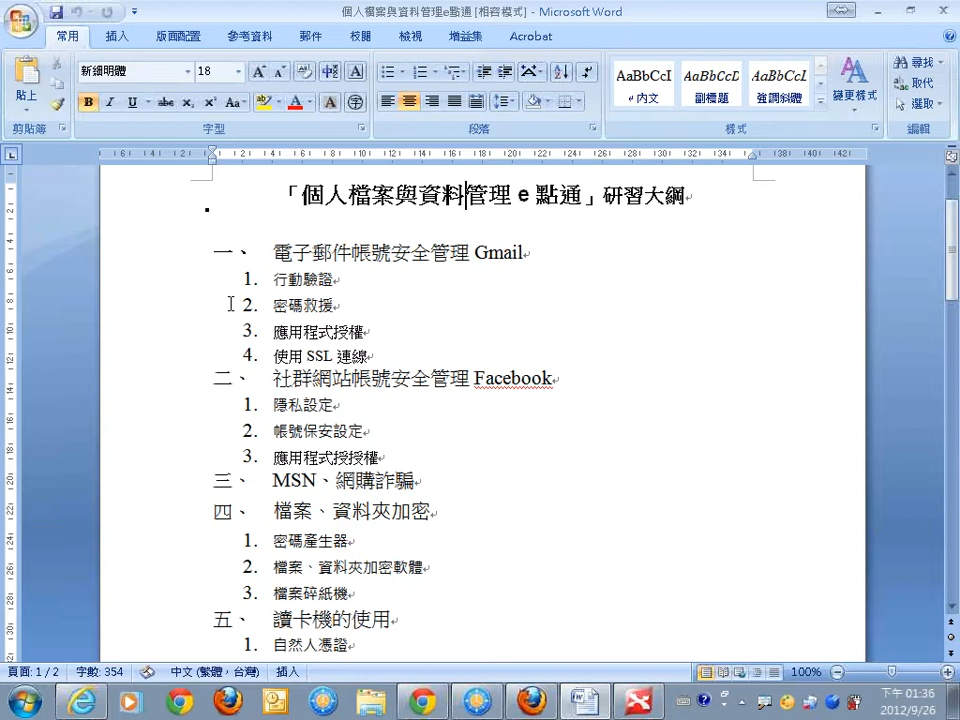 個人檔案與資料管理e點通 [相容模式] - Microsoft Word
常用 插入 版面配置 參考資料 郵件 校閱 檢視 增益集 Acrobat
新細明體 18
貼上
AaBbCcI AaBbCcD AaBbCcL
內文 副標題 強調斜體
變更樣式
尋找
取代
選取
剪貼簿 字型 段落 樣式 編輯
「個人檔案與資料管理 e 點通」研習大綱
一、 電子郵件帳號安全管理 Gmail
1. 行動驗證
2. 密碼救援
3. 應用程式授權
4. 使用 SSL 連線
二、 社群網站帳號安全管理 Facebook
1. 隱私設定
2. 帳號保安設定
3. 應用程式授授權
三、 MSN、網購詐騙
四、 檔案、資料夾加密
1. 密碼產生器
2. 檔案、資料夾加密軟體
3. 檔案碎紙機
五、 讀卡機的使用
1. 自然人憑證
頁面: 1 / 2 字數: 354 中文 (繁體，台灣) 插入 100%
下午 01:36
2012/9/26